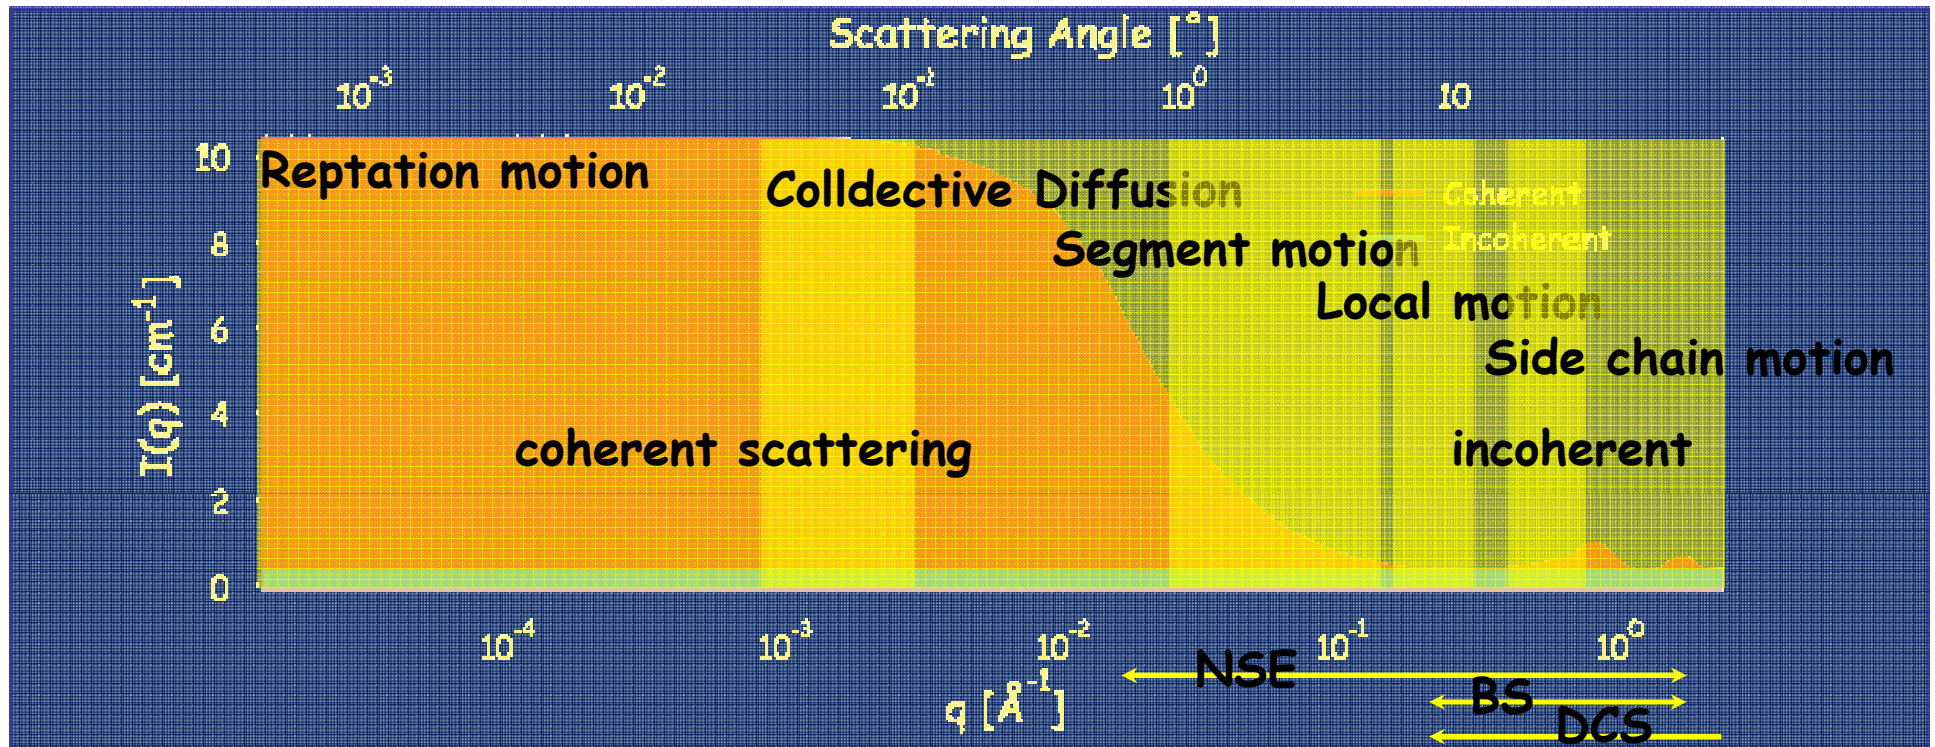 Scattering Angle [°]
10⁻³ 10⁻² 10⁻¹ 10⁰ 10
10
8
6
4
2
0
I(q) [cm⁻¹]
Reptation motion
Colldective Diffusion
Coherent
Incoherent
Segment motion
Local motion
Side chain motion
coherent scattering
incoherent
10⁻⁴ 10⁻³ 10⁻² 10⁻¹ 10⁰
q [Å⁻¹]
NSE
BS
DCS